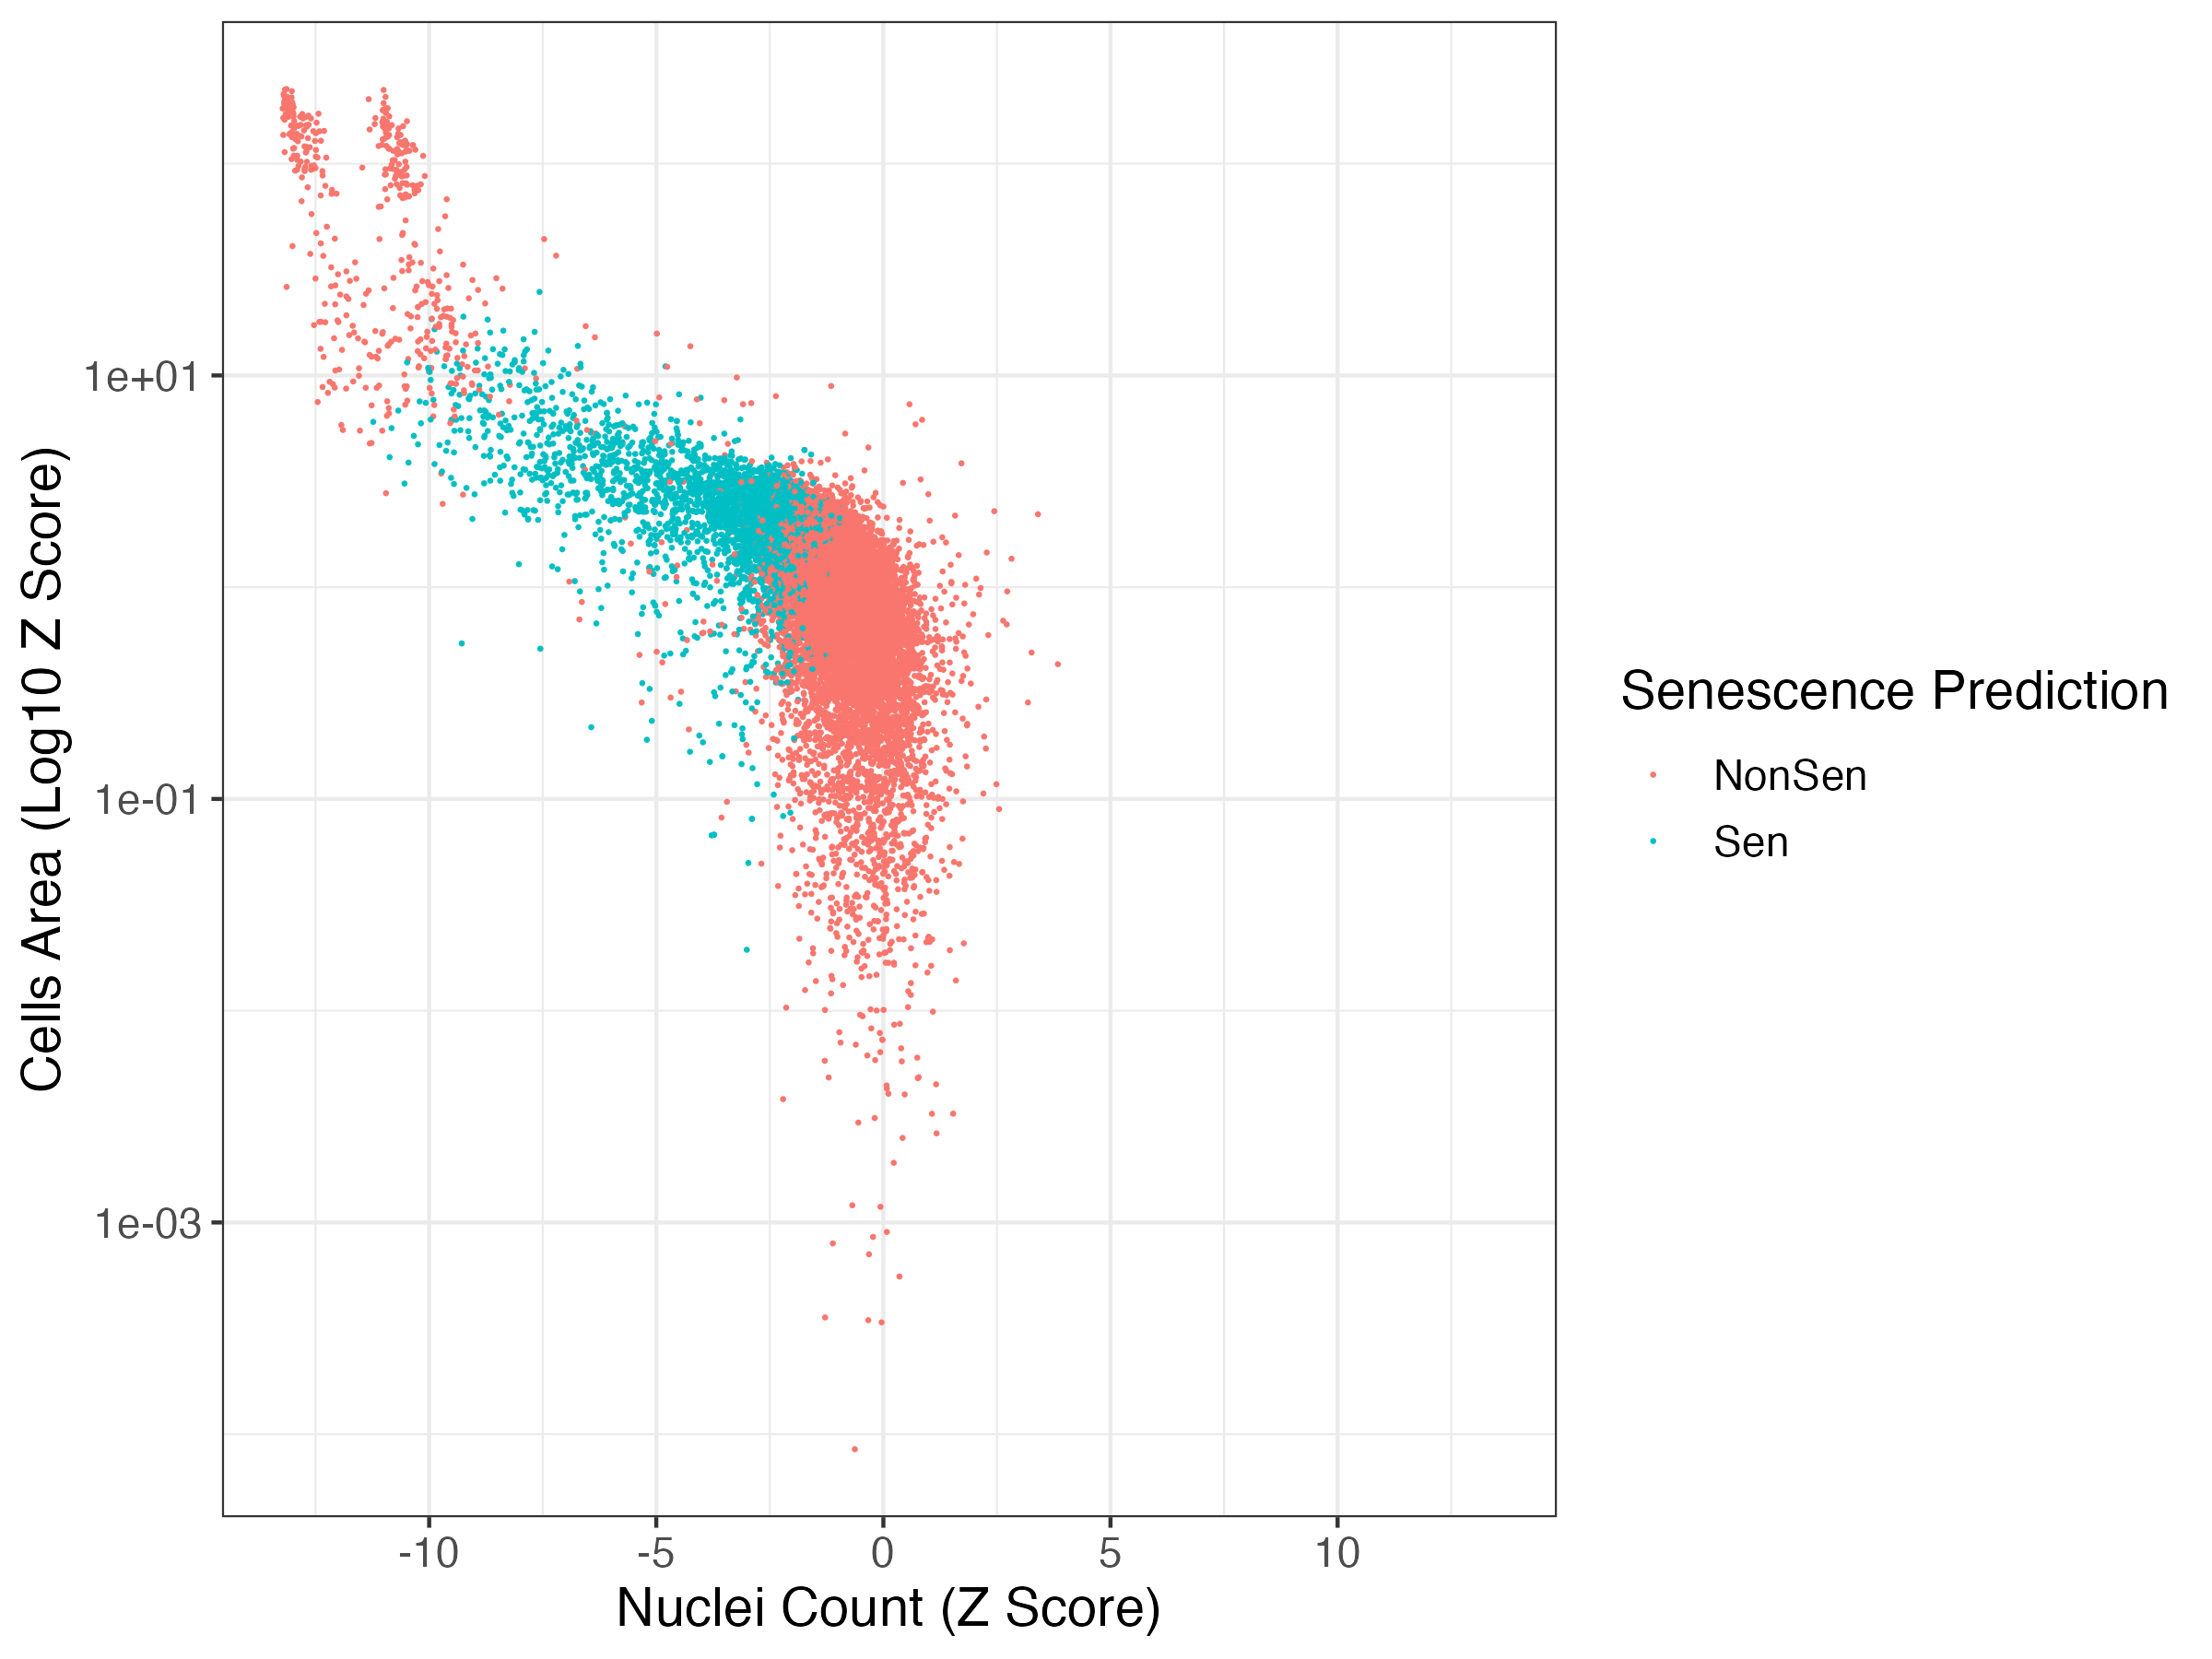 Cells Area (Log10 Z Score)
1e+01
1e-01
1e-03
-10
-5
0
5
10
Nuclei Count (Z Score)
Senescence Prediction
NonSen
Sen